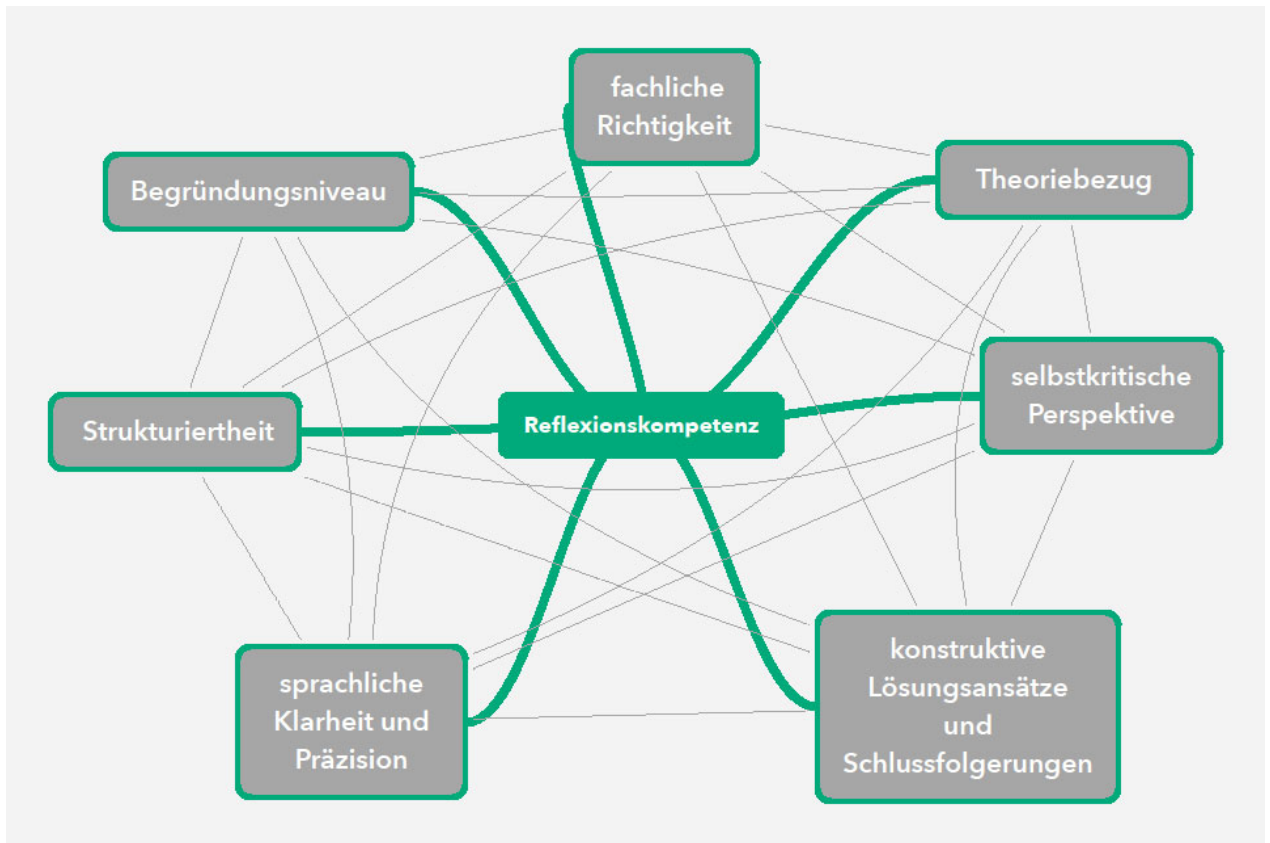 fachliche
Richtigkeit
Begründungsniveau
Theoriebezug
selbstkritische
Perspektive
Strukturiertheit
Reflexionskompetenz
sprachliche
Klarheit und
Präzision
konstruktive
Lösungsansätze
und
Schlussfolgerungen